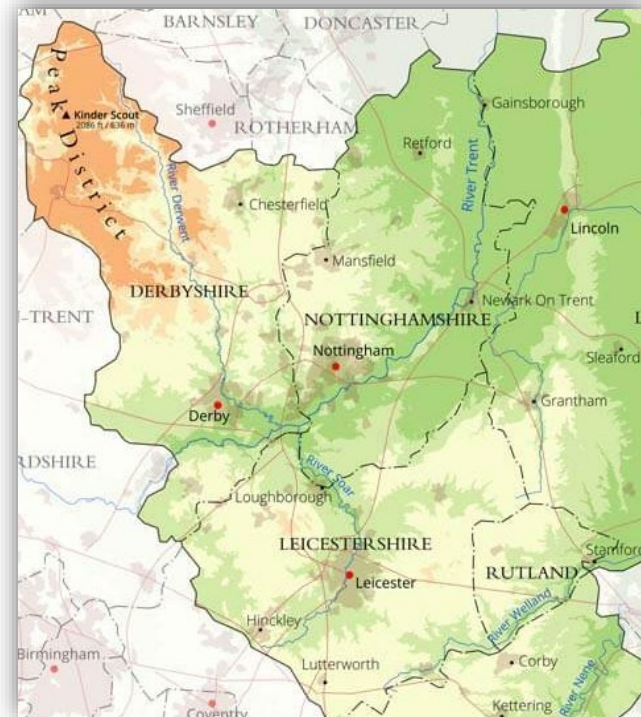 AM
BARNSLEY
DONCASTER
Peak District
Kinder Scout
2086 ft / 636 m
Sheffield
ROTHERHAM
Gainsborough
Retford
River Trent
River Derwent
Chesterfield
Lincoln
Mansfield
DERBYSHIRE
Newark On Trent
N-TRENT
NOTTINGHAMSHIRE
L
Nottingham
Sleaford
Derby
Grantham
RDSHIRE
River Soar
Loughborough
LEICESTERSHIRE
Stamford
RUTLAND
Leicester
River Welland
Hinckley
Birmingham
Lutterworth
Corby
River Nene
Kettering
Coventry